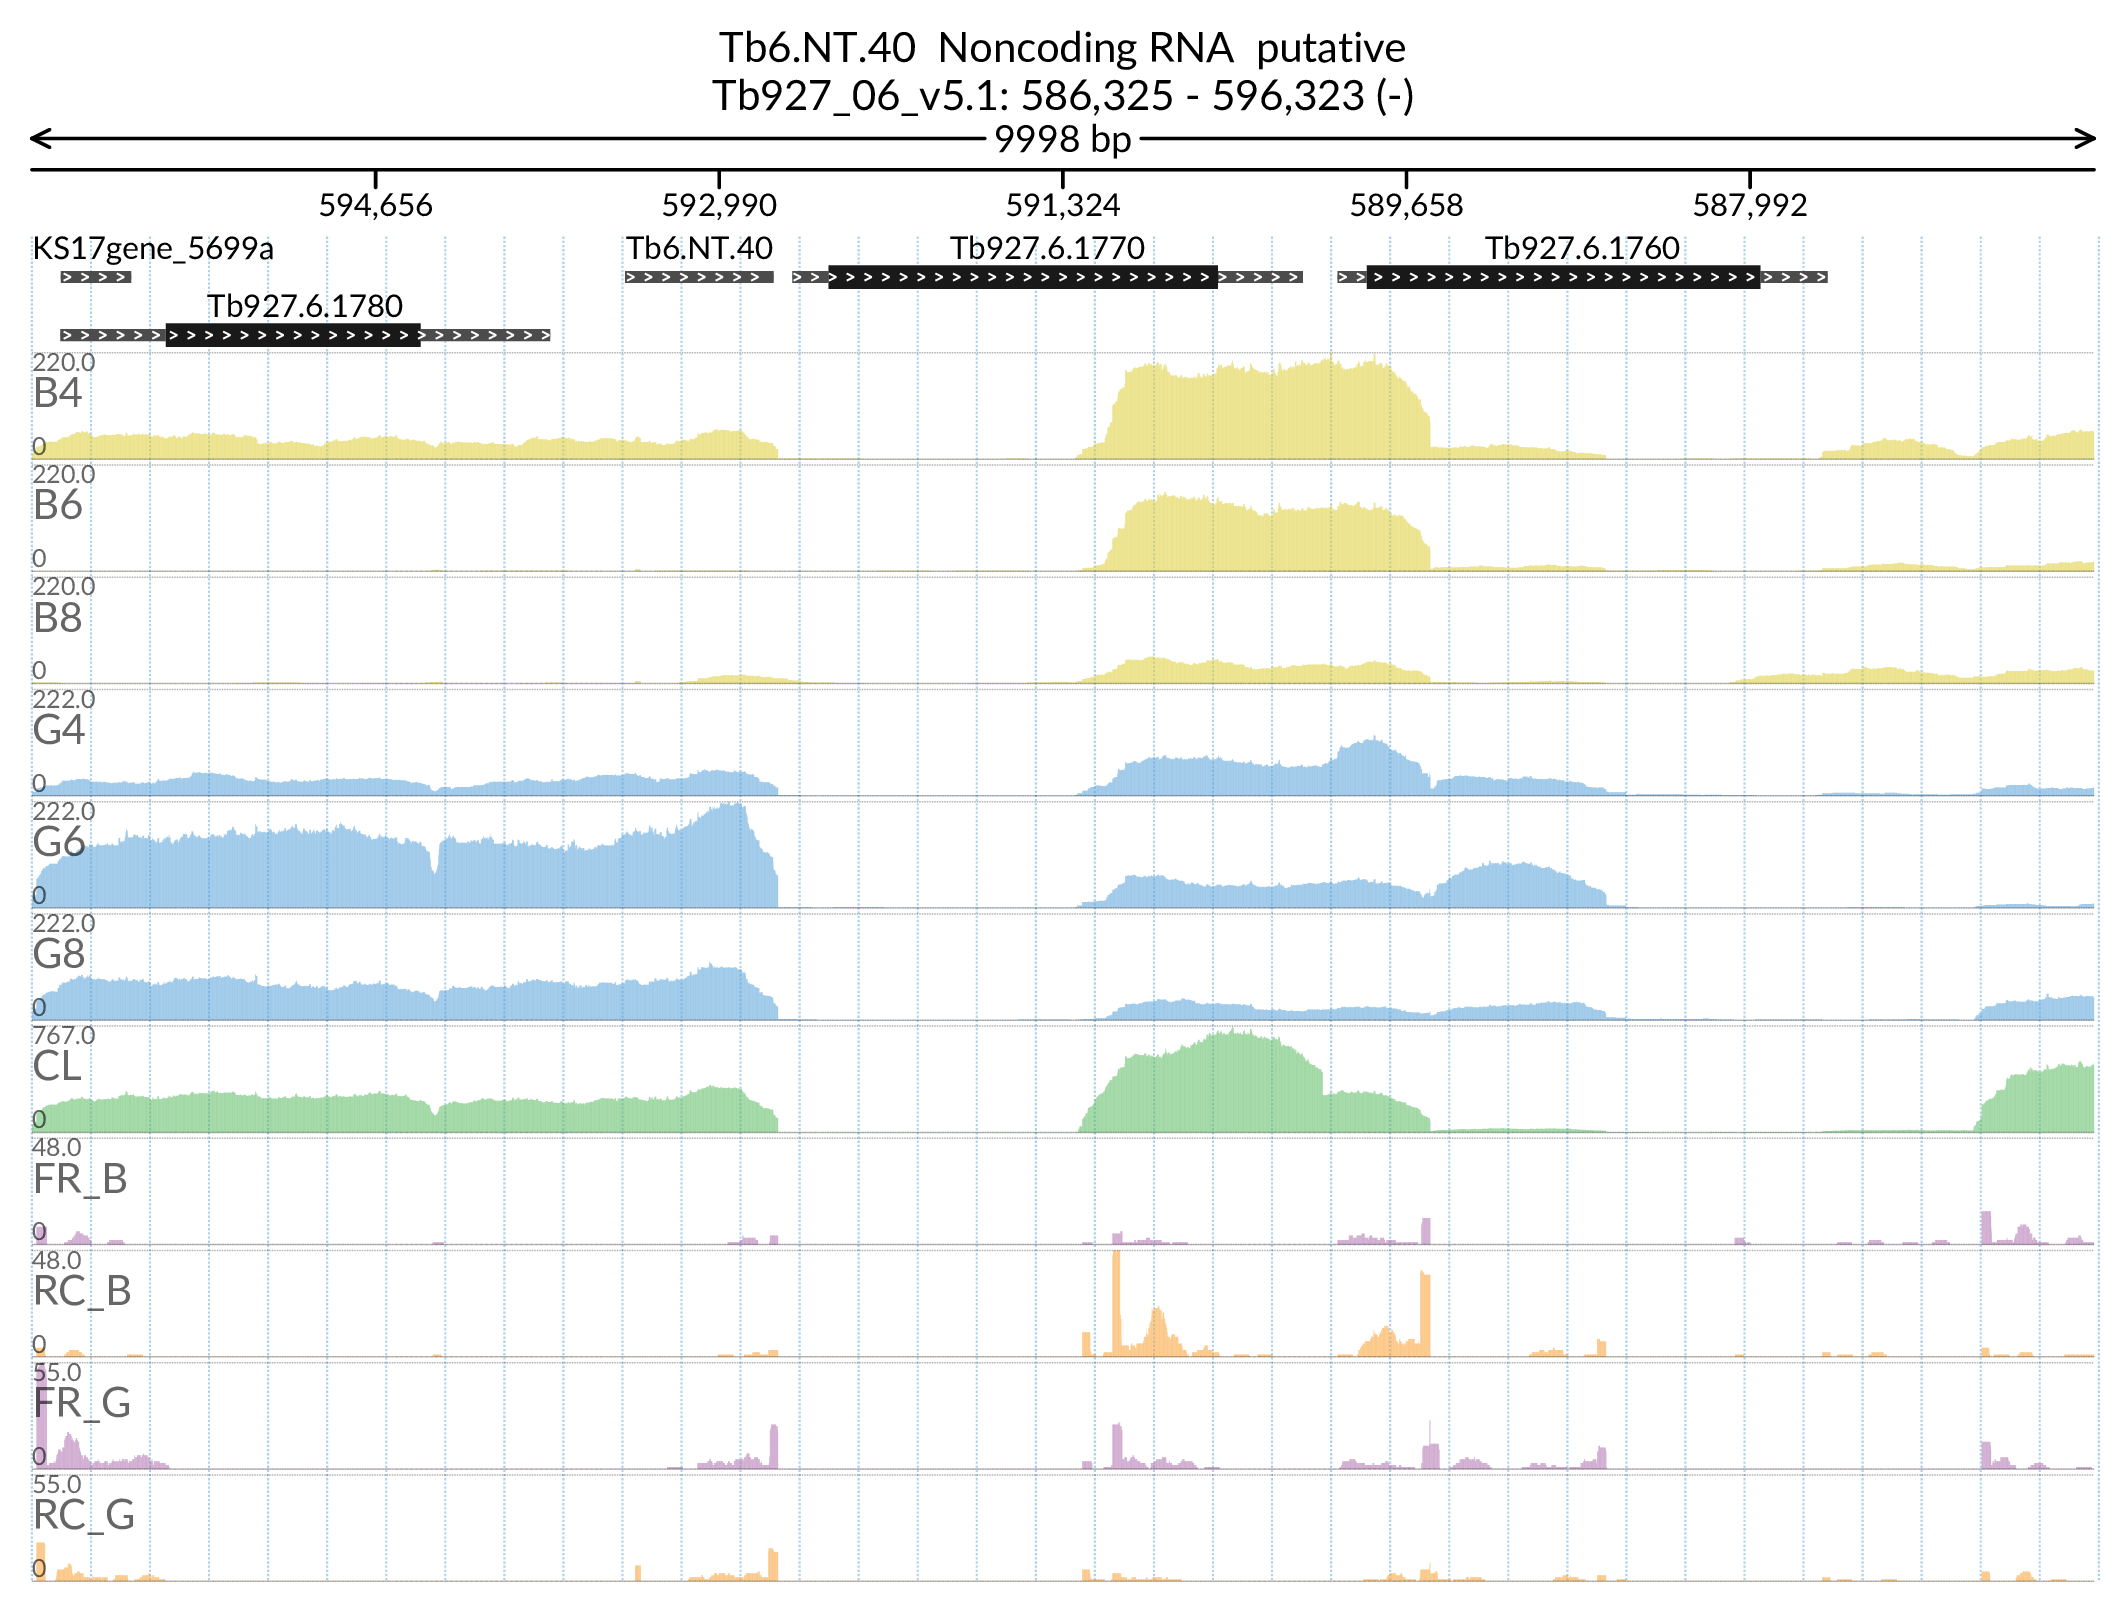 Tb6.NT.40  Noncoding RNA  putative
Tb927_06_v5.1: 586,325 - 596,323 (-)
9998 bp
594,656 592,990 591,324 589,658 587,992
KS17gene_5699a Tb6.NT.40 Tb927.6.1770 Tb927.6.1760
Tb927.6.1780
220.0
B4
0
220.0
B6
0
220.0
B8
0
222.0
G4
0
222.0
G6
0
222.0
G8
0
767.0
CL
0
48.0
FR_B
0
48.0
RC_B
0
55.0
FR_G
0
55.0
RC_G
0